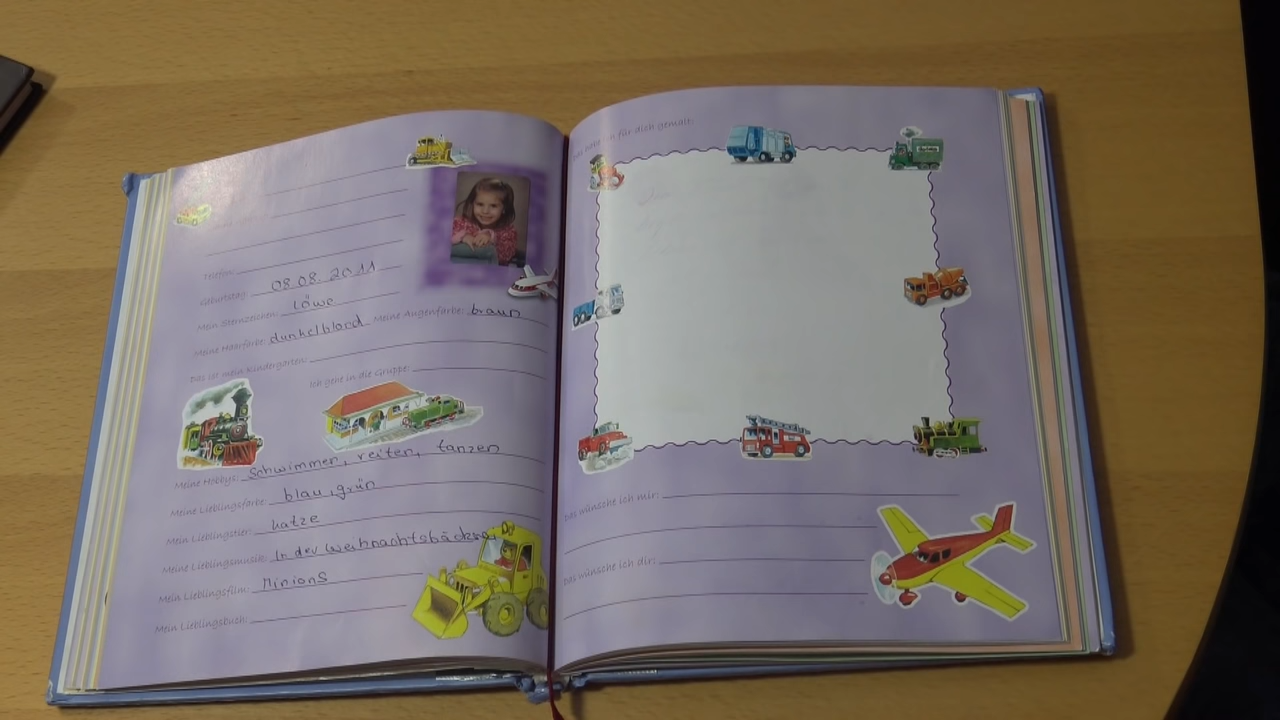 Telefon:
Geburtstag: 08.08.2011
Mein Sternzeichen: Löwe
Meine Haarfarbe: dunkelblond Meine Augenfarbe: braun
Das ist mein Kindergarten:
Ich gehe in die Gruppe:
Meine Hobbys: Schwimmen, reiten, tanzen
Meine Lieblingsfarbe: blau, grün
Mein Lieblingstier: Katze
Meine Lieblingsmusik: In der Weihnachtsbäckerei
Mein Lieblingsfilm: Minions
Mein Lieblingsbuch:
für dich gemalt:
Das wünsche ich mir:
Das wünsche ich dir: